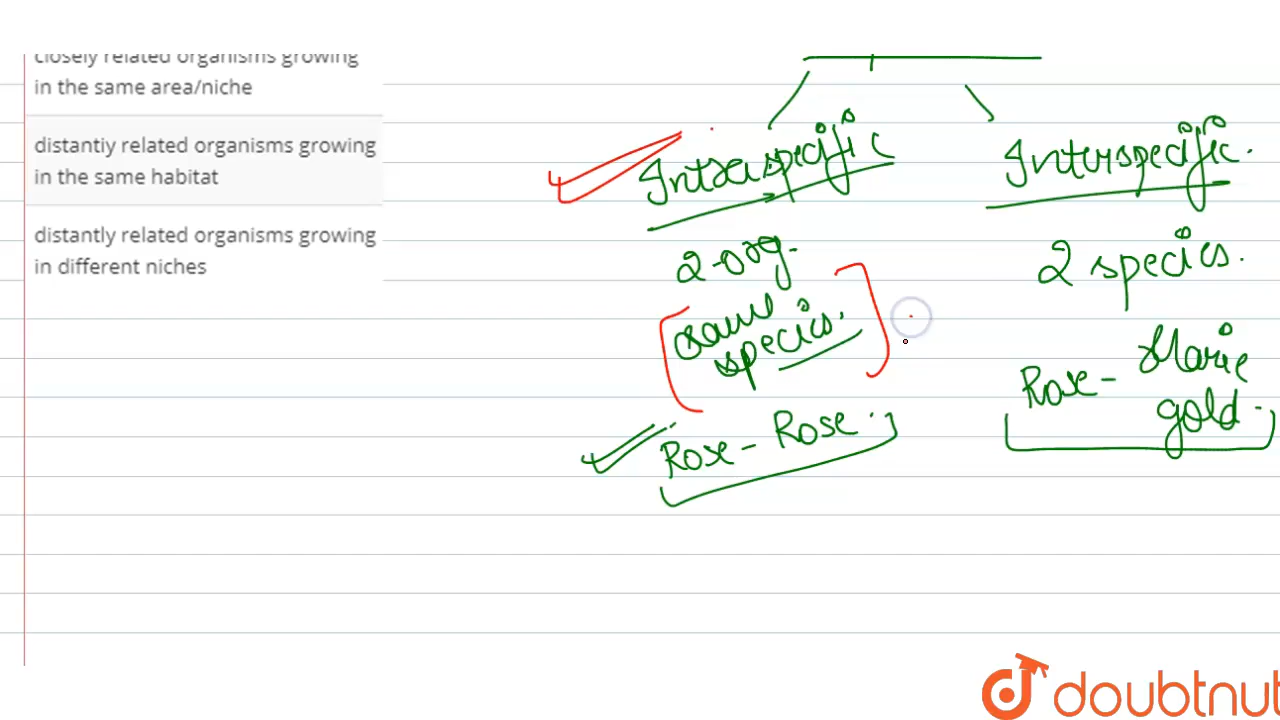 closely related organisms growing
in the same area/niche
distantiy related organisms growing
in the same habitat
distantly related organisms growing
in different niches
Intraspecific
Interspecific.
2-org.
same
species.
2 species.
Rose-Rose.
Rose- Marie
gold.
doubtnut